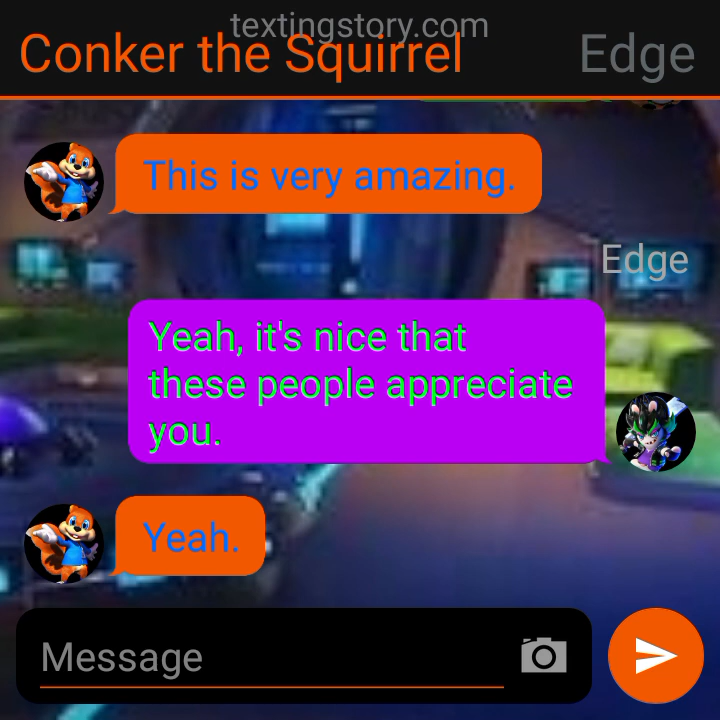 textingstory.com
Conker the Squirrel
Edge
This is very amazing.
Edge
Yeah, it's nice that
these people appreciate
you.
Yeah.
Message